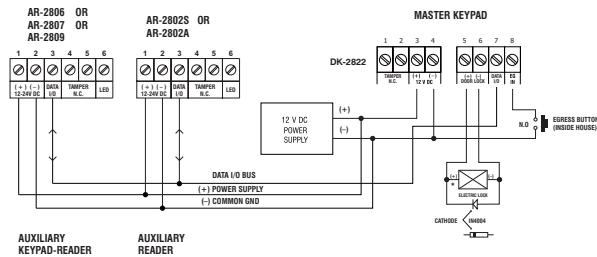 AR-2806 OR
AR-2807 OR
AR-2809
1 2 3 4 5 6
(+) (−) DATA TAMPER LED
12-24V DC I/O N.C.
AR-2802S OR
AR-2802A
1 2 3 4 5 6
(+) (−) DATA TAMPER LED
12-24V DC I/O N.C.
MASTER KEYPAD
DK-2822
1 2 3 4 5 6 7 8
TAMPER (+) (−) (+) (−) DATA EG
N.C. 12 V DC DOOR LOCK I/O IN
12 V DC
POWER
SUPPLY
(+)
(−)
N.O
EGRESS BUTTON
(INSIDE HOUSE)
DATA I/O BUS
(+) POWER SUPPLY
(−) COMMON GND
(+) (−)
*
ELECTRIC LOCK
CATHODE IN4004
AUXILIARY
KEYPAD-READER
AUXILIARY
READER